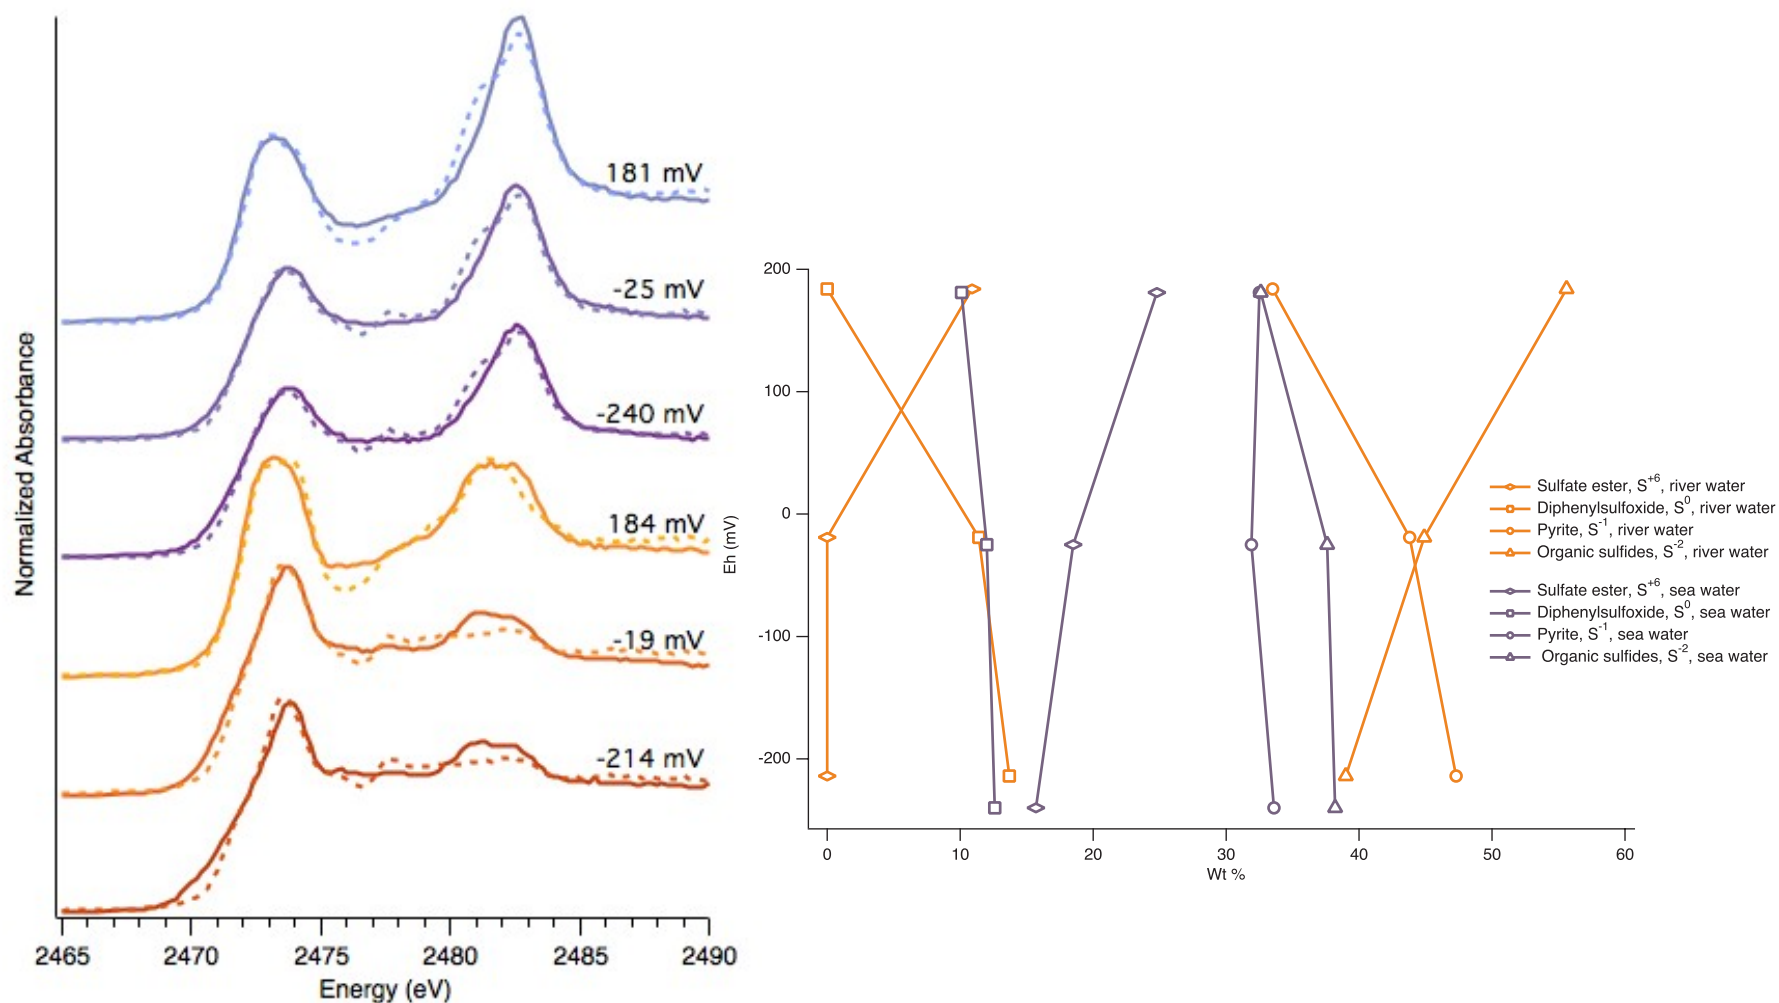 181 mV
-25 mV
-240 mV
184 mV
-19 mV
-214 mV
Normalized Absorbance
2465 2470 2475 2480 2485 2490
Energy (eV)
200
100
0
-100
-200
Eh (mV)
0 10 20 30 40 50 60
Wt %
Sulfate ester, S+6, river water
Diphenylsulfoxide, S0, river water
Pyrite, S-1, river water
Organic sulfides, S-2, river water
Sulfate ester, S+6, sea water
Diphenylsulfoxide, S0, sea water
Pyrite, S-1, sea water
Organic sulfides, S-2, sea water